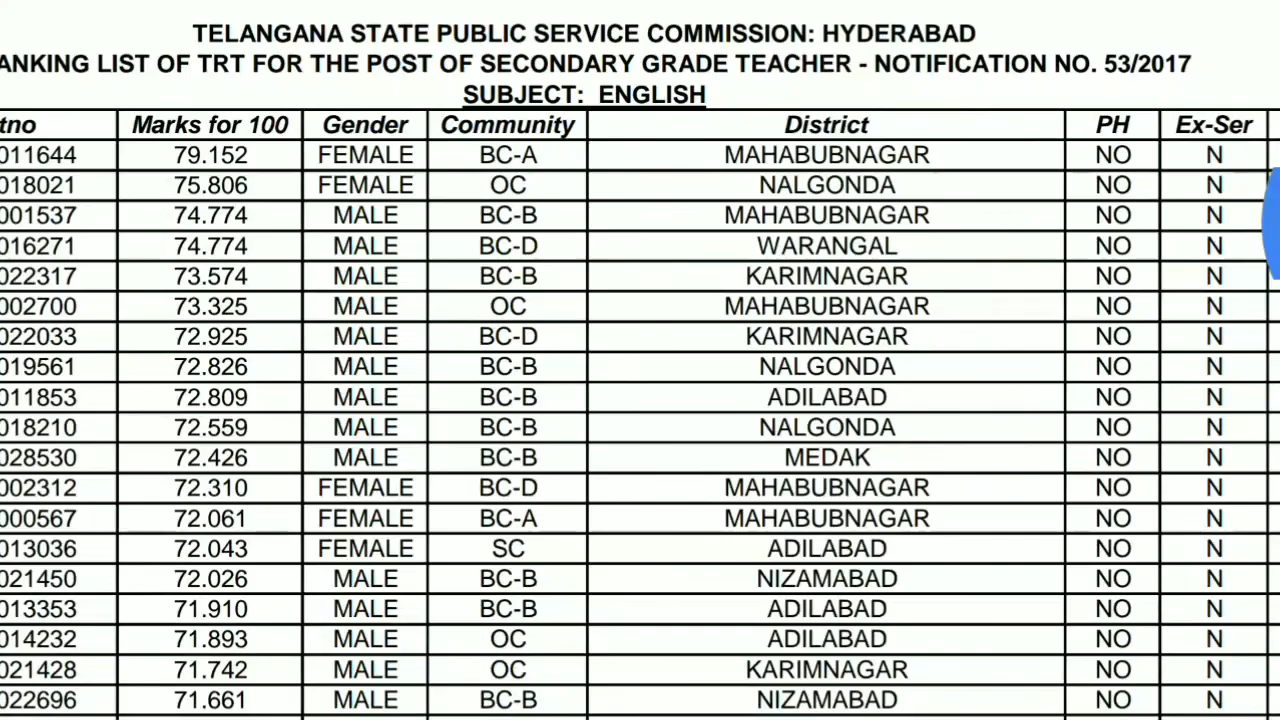 TELANGANA STATE PUBLIC SERVICE COMMISSION: HYDERABAD
ANKING LIST OF TRT FOR THE POST OF SECONDARY GRADE TEACHER - NOTIFICATION NO. 53/2017
SUBJECT: ENGLISH
tno Marks for 100 Gender Community District PH Ex-Ser
011644 79.152 FEMALE BC-A MAHABUBNAGAR NO N
018021 75.806 FEMALE OC NALGONDA NO N
001537 74.774 MALE BC-B MAHABUBNAGAR NO N
016271 74.774 MALE BC-D WARANGAL NO N
022317 73.574 MALE BC-B KARIMNAGAR NO N
002700 73.325 MALE OC MAHABUBNAGAR NO N
022033 72.925 MALE BC-D KARIMNAGAR NO N
019561 72.826 MALE BC-B NALGONDA NO N
011853 72.809 MALE BC-B ADILABAD NO N
018210 72.559 MALE BC-B NALGONDA NO N
028530 72.426 MALE BC-B MEDAK NO N
002312 72.310 FEMALE BC-D MAHABUBNAGAR NO N
000567 72.061 FEMALE BC-A MAHABUBNAGAR NO N
013036 72.043 FEMALE SC ADILABAD NO N
021450 72.026 MALE BC-B NIZAMABAD NO N
013353 71.910 MALE BC-B ADILABAD NO N
014232 71.893 MALE OC ADILABAD NO N
021428 71.742 MALE OC KARIMNAGAR NO N
022696 71.661 MALE BC-B NIZAMABAD NO N